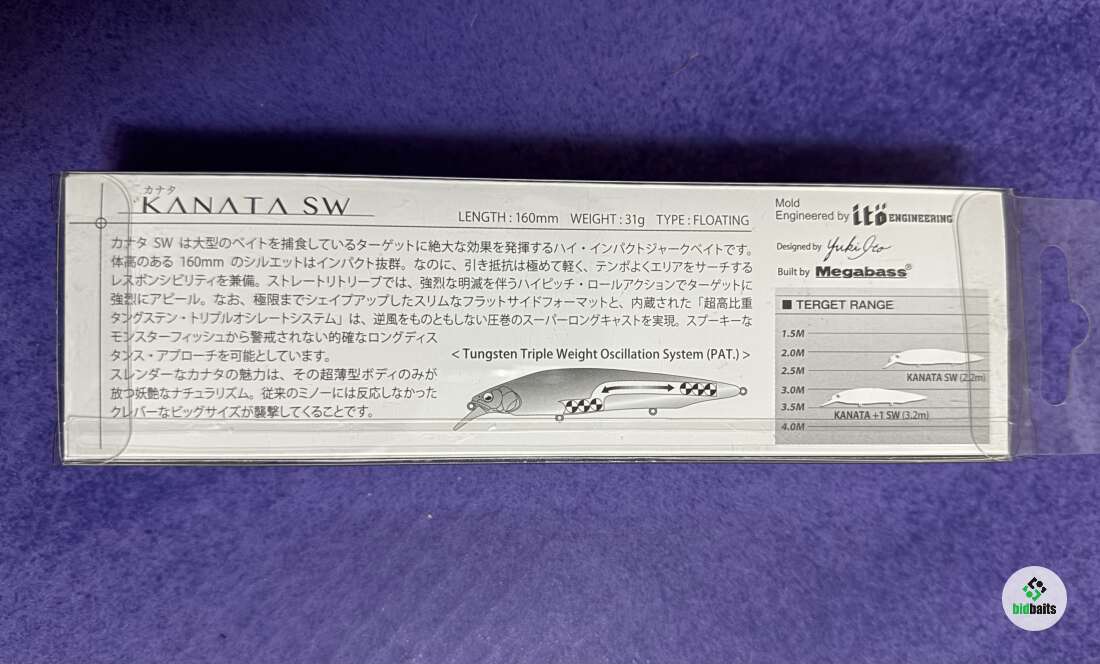 カナタ
KANATA SW
LENGTH : 160mm WEIGHT : 31g TYPE : FLOATING
カナタ SW は大型のベイトを捕食しているターゲットに絶大な効果を発揮するハイ・インパクトジャークベイトです。
体高のある 160mm のシルエットはインパクト抜群。なのに、引き抵抗は極めて軽く、テンポよくエリアをサーチする
レスポンシビリティを兼備。ストレートリトリーブでは、強烈な明滅を伴うハイピッチ・ロールアクションでターゲットに
強烈にアピール。なお、極限までシェイプアップしたスリムなフラットサイドフォーマットと、内蔵された「超高比重
タングステン・トリプルオシレートシステム」は、逆風をものともしない圧巻のスーパーロングキャストを実現。スプーキーな
モンスターフィッシュから警戒されない的確なロングディス
タンス・アプローチを可能としています。
スレンダーなカナタの魅力は、その超薄型ボディのみが
放つ妖艶なナチュラリズム。従来のミノーには反応しなかった
クレバーなビッグサイズが襲撃してくることです。
< Tungsten Triple Weight Oscillation System (PAT.) >
Mold
Engineered by itö ENGINEERING
Designed by Yuki Ito
Built by Megabass®
■ TERGET RANGE
1.5M
2.0M
2.5M
KANATA SW (2.2m)
3.0M
3.5M
KANATA +1 SW (3.2m)
4.0M
bidbaits